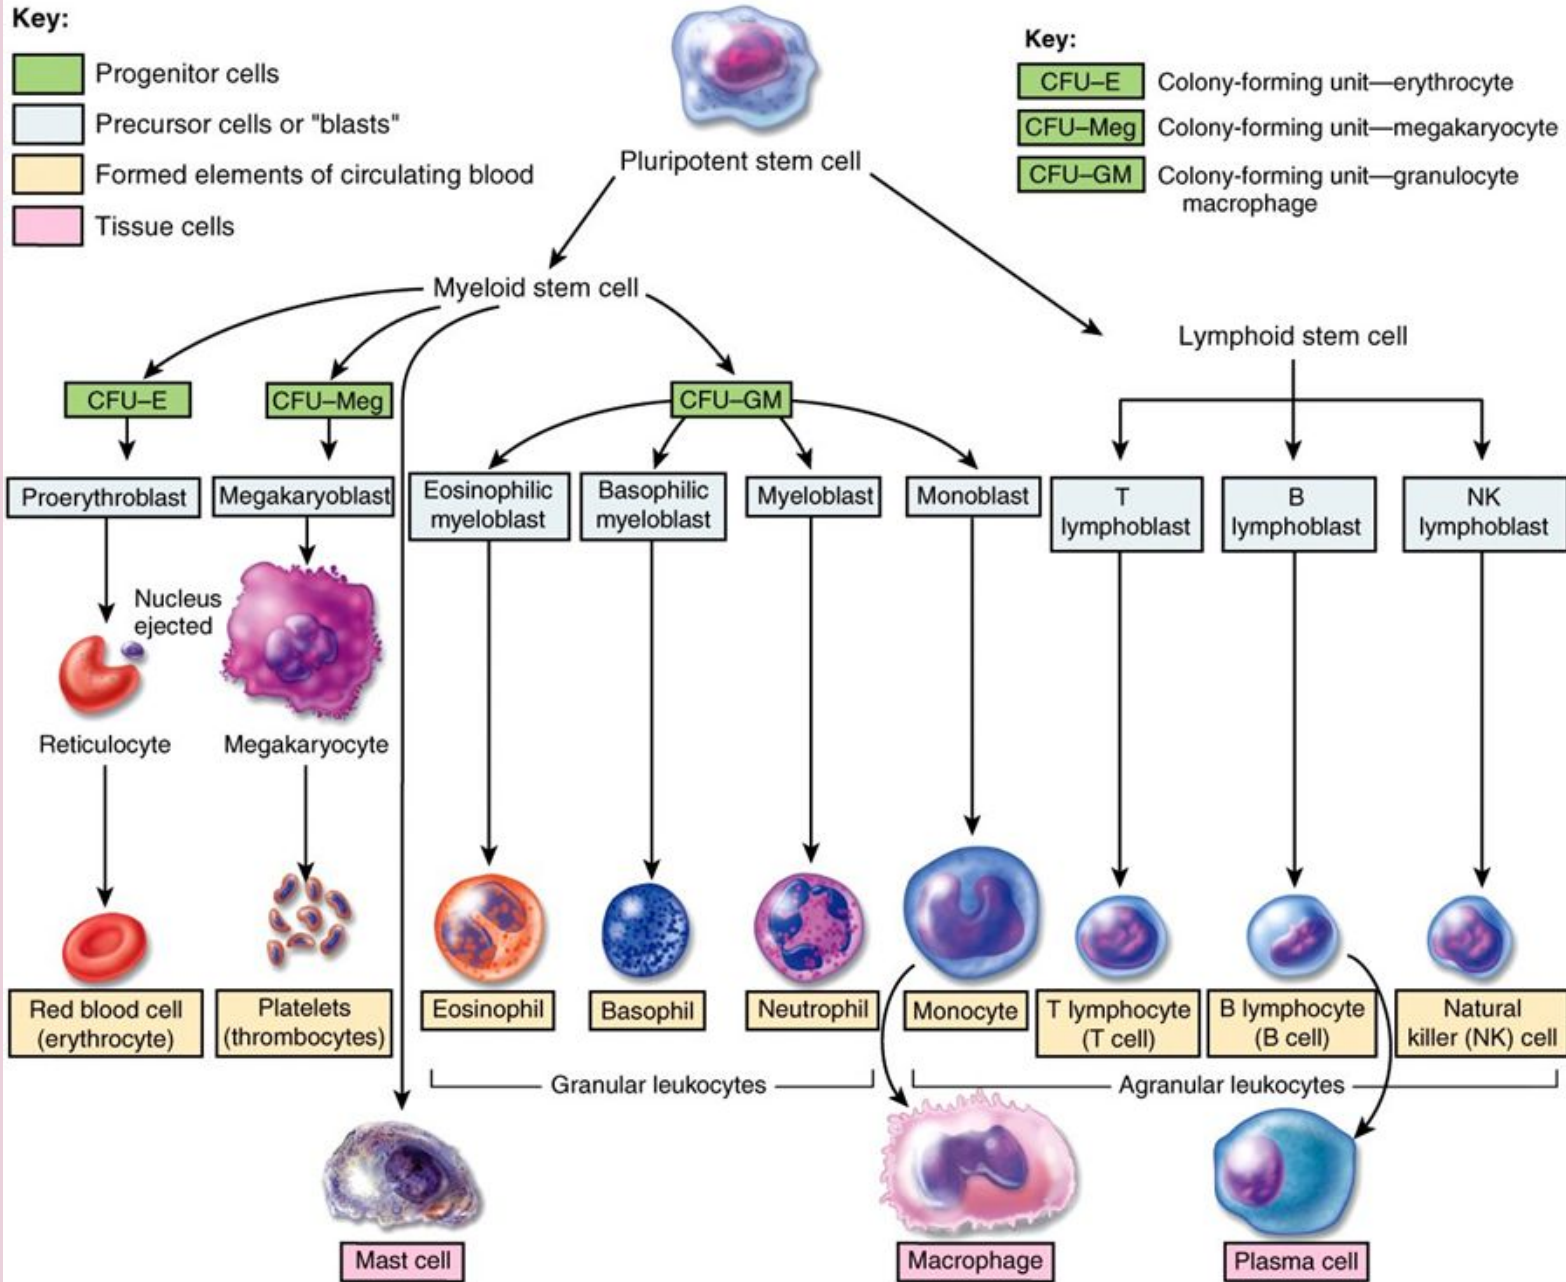 Key:
Progenitor cells
Precursor cells or "blasts"
Formed elements of circulating blood
Tissue cells
Key:
CFU–E Colony-forming unit—erythrocyte
CFU–Meg Colony-forming unit—megakaryocyte
CFU–GM Colony-forming unit—granulocyte
macrophage
Pluripotent stem cell
Myeloid stem cell
Lymphoid stem cell
CFU–E
CFU–Meg
CFU–GM
Proerythroblast
Megakaryoblast
Eosinophilic
myeloblast
Basophilic
myeloblast
Myeloblast
Monoblast
T
lymphoblast
B
lymphoblast
NK
lymphoblast
Nucleus
ejected
Reticulocyte
Megakaryocyte
Red blood cell
(erythrocyte)
Platelets
(thrombocytes)
Eosinophil
Basophil
Neutrophil
Monocyte
T lymphocyte
(T cell)
B lymphocyte
(B cell)
Natural
killer (NK) cell
Granular leukocytes
Agranular leukocytes
Mast cell
Macrophage
Plasma cell